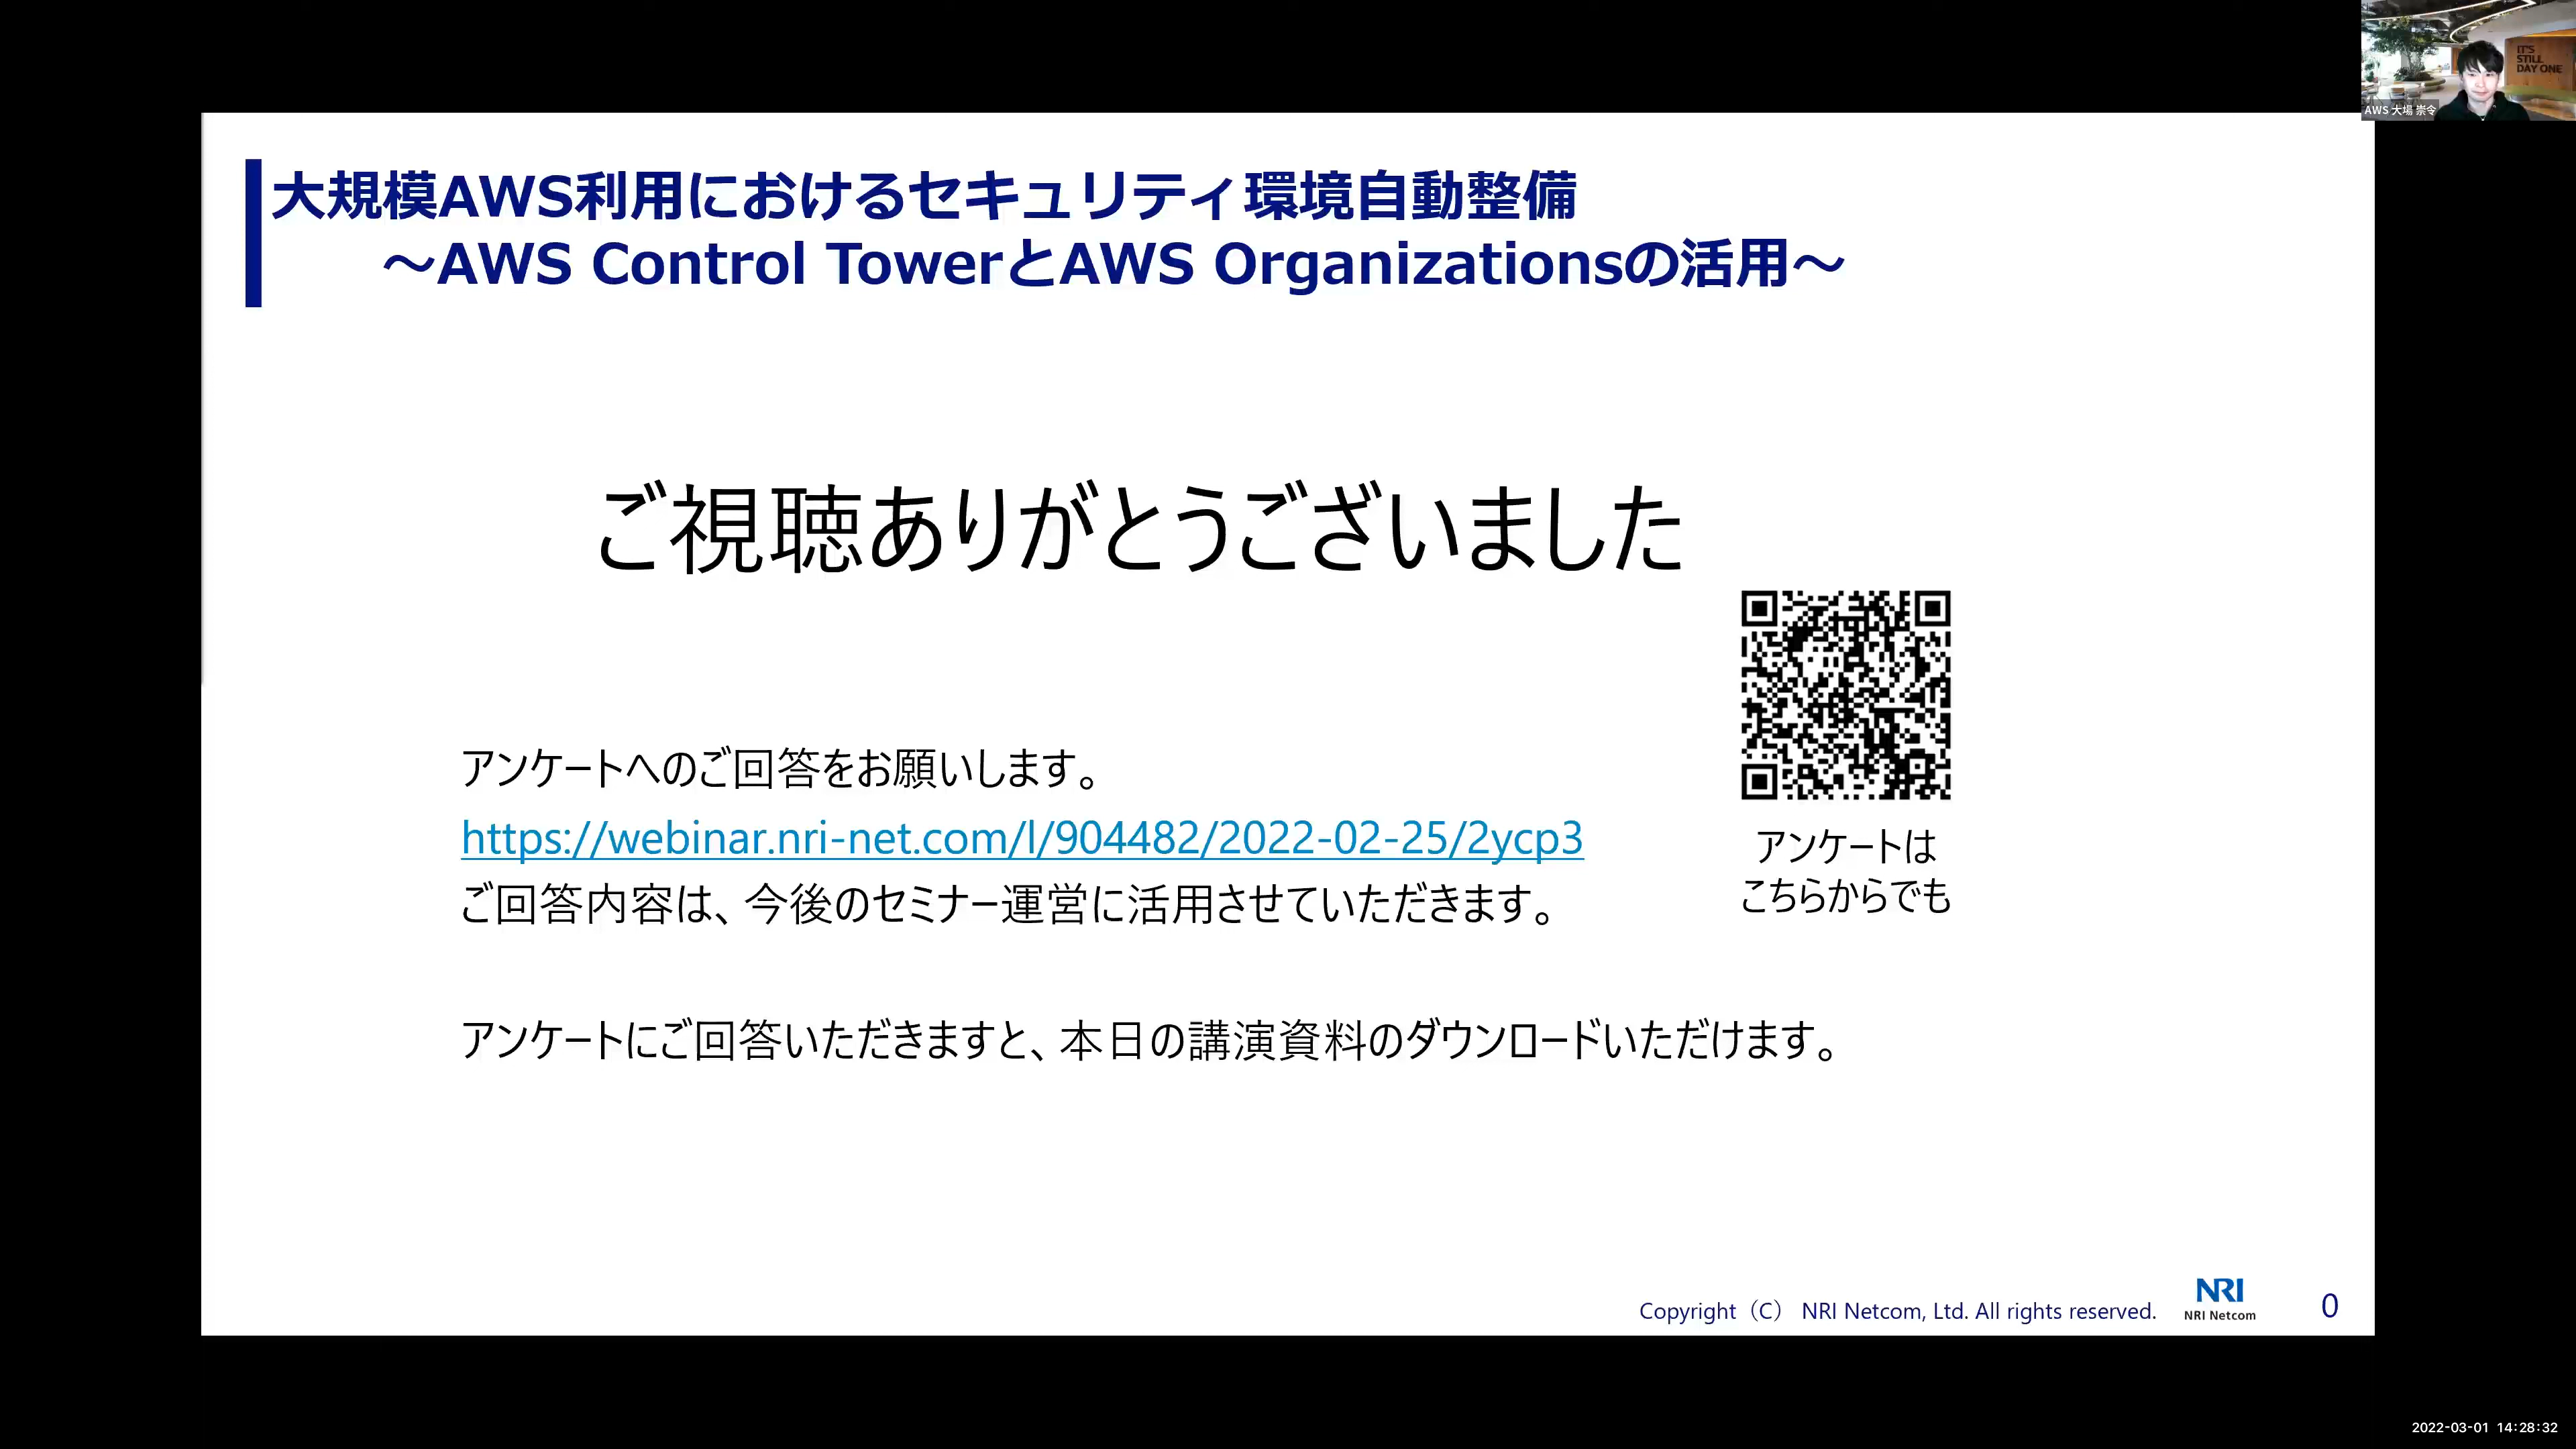 IT'S
STILL
DAY ONE
AWS 大場 崇令
大規模AWS利用におけるセキュリティ環境自動整備
～AWS Control TowerとAWS Organizationsの活用～
ご視聴ありがとうございました
アンケートへのご回答をお願いします。
https://webinar.nri-net.com/l/904482/2022-02-25/2ycp3
ご回答内容は、今後のセミナー運営に活用させていただきます。
アンケートは
こちらからでも
アンケートにご回答いただきますと、本日の講演資料のダウンロードいただけます。
Copyright（C） NRI Netcom, Ltd. All rights reserved.
NRI
NRI Netcom
0
2022-03-01 14:28:32